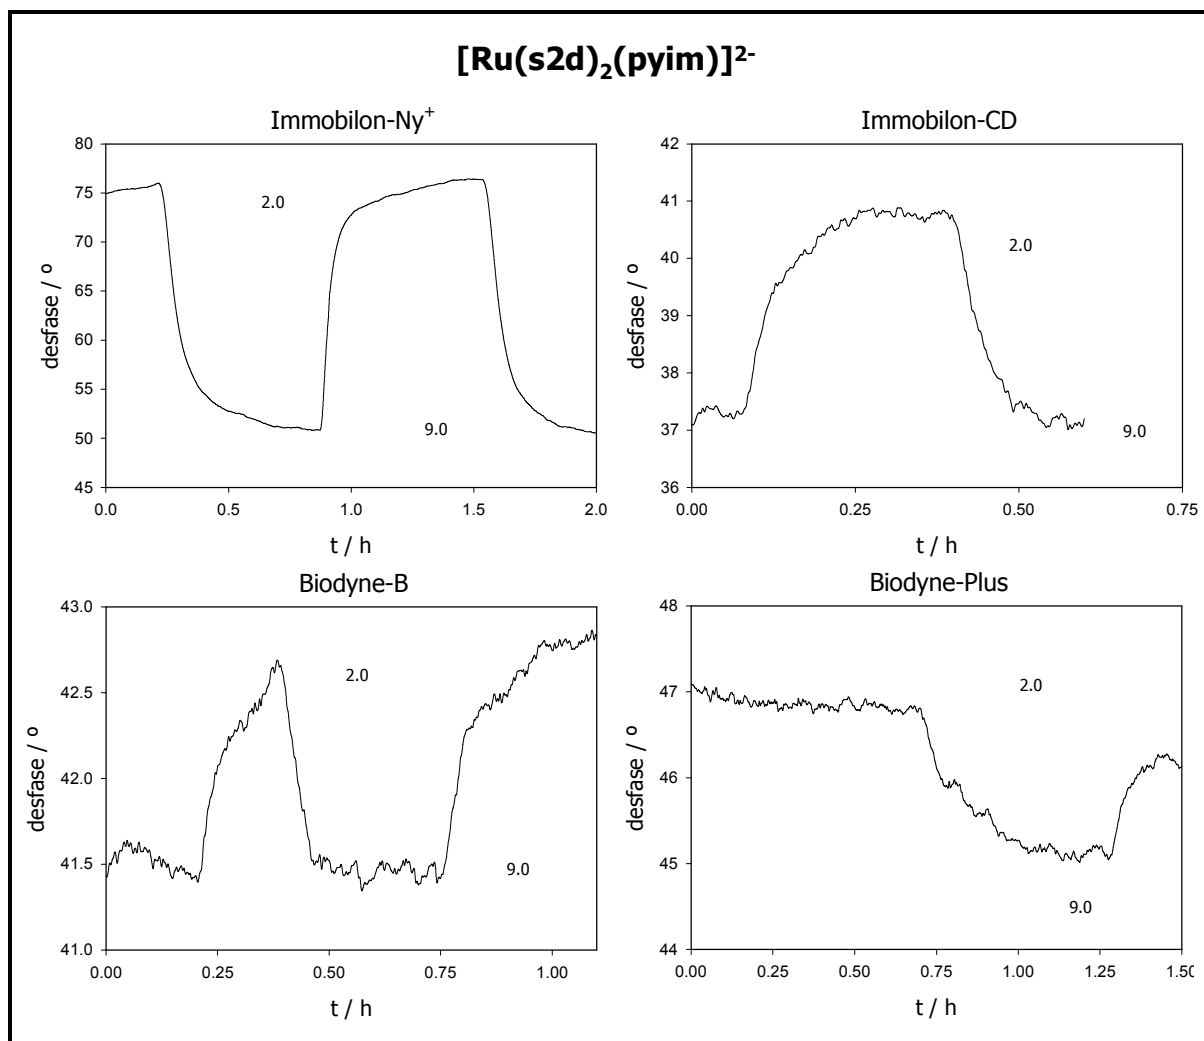 [Ru(s2d)₂(pyim)]²⁻
Immobilon-Ny⁺
desfase / º
80
75
70
65
60
55
50
45
2.0
9.0
0.0 0.5 1.0 1.5 2.0
t / h
Immobilon-CD
desfase / º
42
41
40
39
38
37
36
2.0
9.0
0.00 0.25 0.50 0.75
t / h
Biodyne-B
desfase / º
43.0
42.5
42.0
41.5
41.0
2.0
9.0
0.00 0.25 0.50 0.75 1.00
t / h
Biodyne-Plus
desfase / º
48
47
46
45
44
2.0
9.0
0.00 0.25 0.50 0.75 1.00 1.25 1.50
t / h